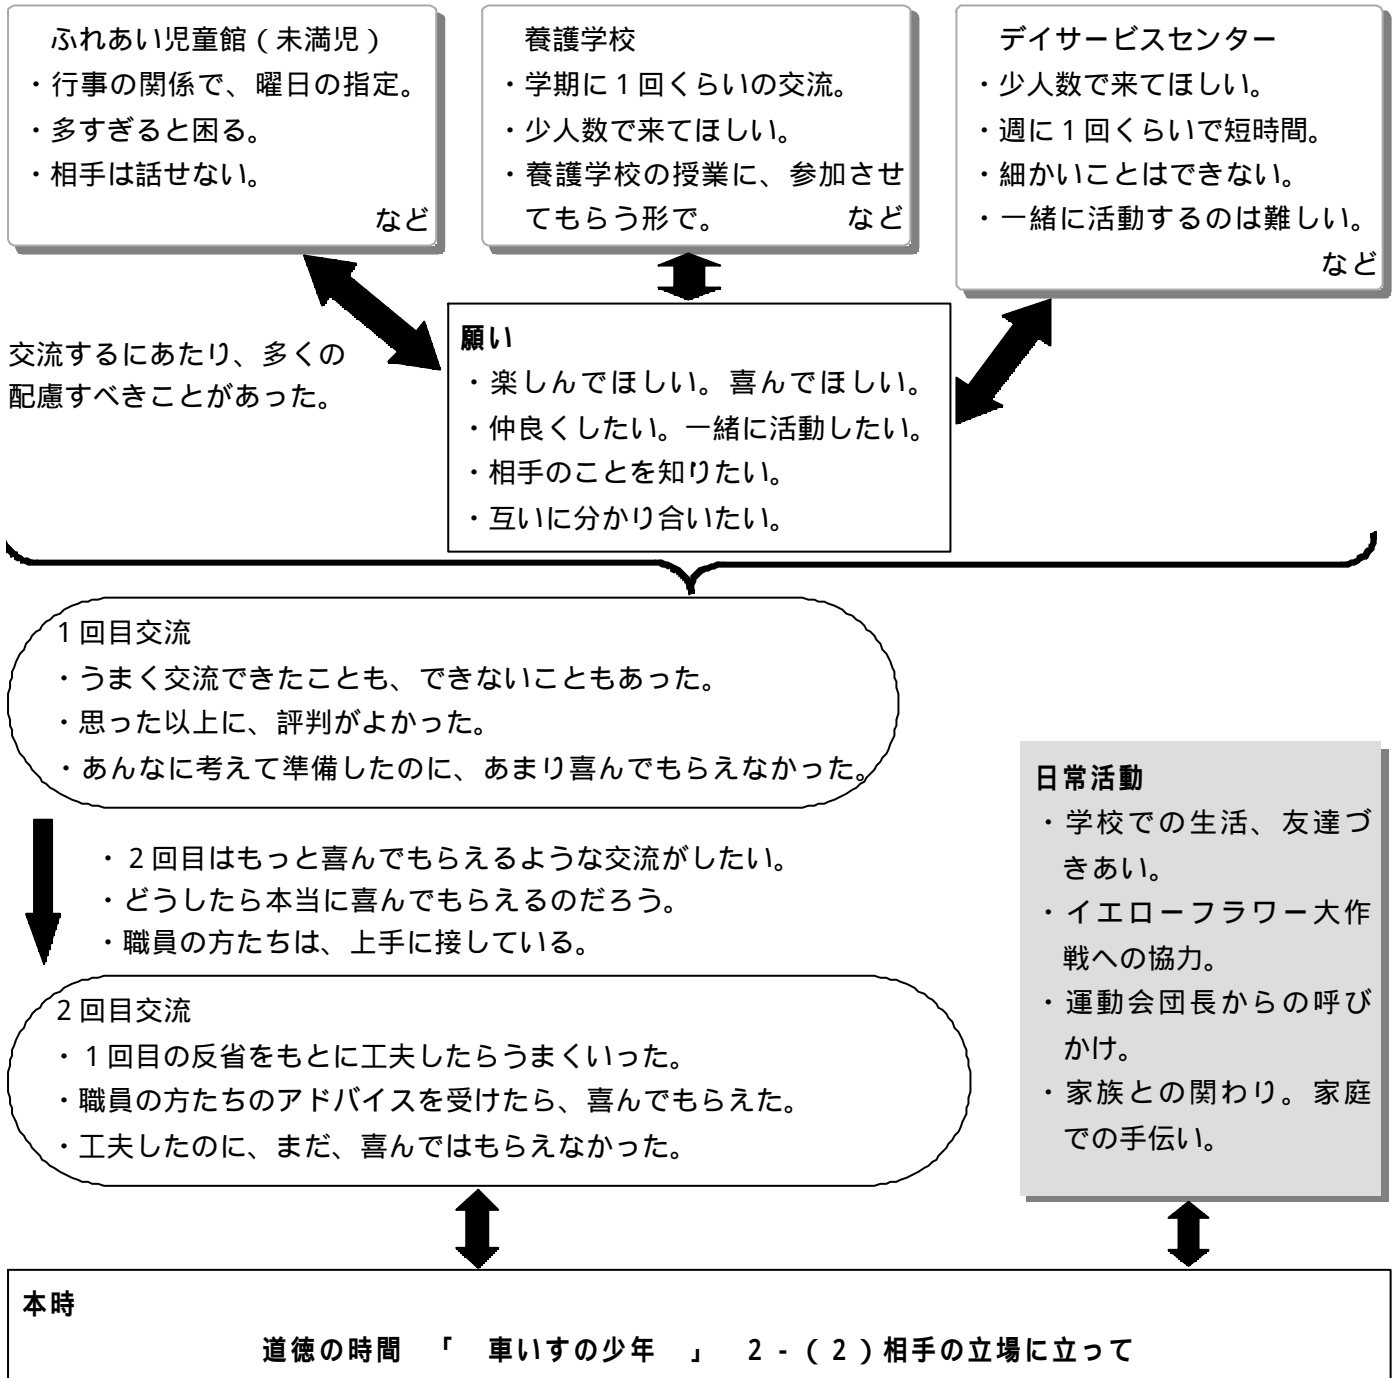 ふれあい児童館（未満児）
・行事の関係で、曜日の指定。
・多すぎると困る。
・相手は話せない。
など
養護学校
・学期に１回くらいの交流。
・少人数で来てほしい。
・養護学校の授業に、参加させ
てもらう形で。　　など
デイサービスセンター
・少人数で来てほしい。
・週に１回くらいで短時間。
・細かいことはできない。
・一緒に活動するのは難しい。
など
交流するにあたり、多くの
配慮すべきことがあった。
願い
・楽しんでほしい。喜んでほしい。
・仲良くしたい。一緒に活動したい。
・相手のことを知りたい。
・互いに分かり合いたい。
１回目交流
・うまく交流できたことも、できないこともあった。
・思った以上に、評判がよかった。
・あんなに考えて準備したのに、あまり喜んでもらえなかった。
・２回目はもっと喜んでもらえるような交流がしたい。
・どうしたら本当に喜んでもらえるのだろう。
・職員の方たちは、上手に接している。
２回目交流
・１回目の反省をもとに工夫したらうまくいった。
・職員の方たちのアドバイスを受けたら、喜んでもらえた。
・工夫したのに、まだ、喜んではもらえなかった。
日常活動
・学校での生活、友達づ
きあい。
・イエローフラワー大作
戦への協力。
・運動会団長からの呼び
かけ。
・家族との関わり。家庭
での手伝い。
本時
道徳の時間　「　車いすの少年　」　２-（２）相手の立場に立って